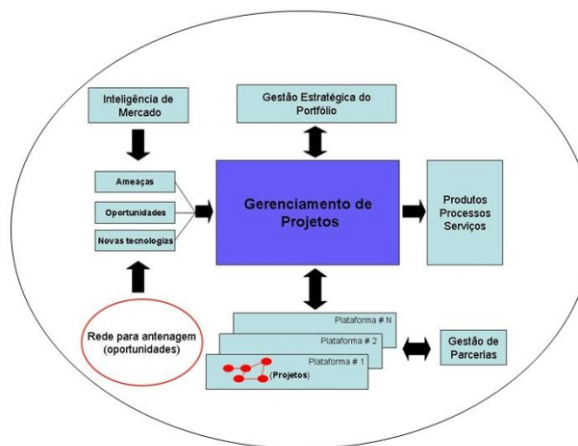 Inteligência de
Mercado
Gestão Estratégica do
Portfólio
Ameaças
Oportunidades
Novas tecnologias
Gerenciamento de
Projetos
Produtos
Processos
Serviços
Rede para antenagem
(oportunidades)
Plataforma # N
Plataforma # 2
Plataforma # 1
(Projetos)
Gestão de
Parcerias